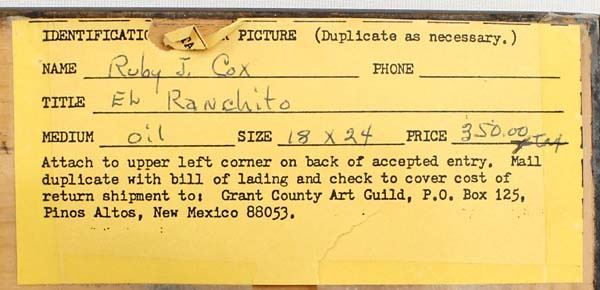 IDENTIFICATIO R PICTURE (Duplicate as necessary.)
NAME Ruby J. Cox PHONE
TITLE El Ranchito
MEDIUM oil SIZE 18 X 24 PRICE 350.00
Attach to upper left corner on back of accepted entry. Mail
duplicate with bill of lading and check to cover cost of
return shipment to: Grant County Art Guild, P.O. Box 125,
Pinos Altos, New Mexico 88053.